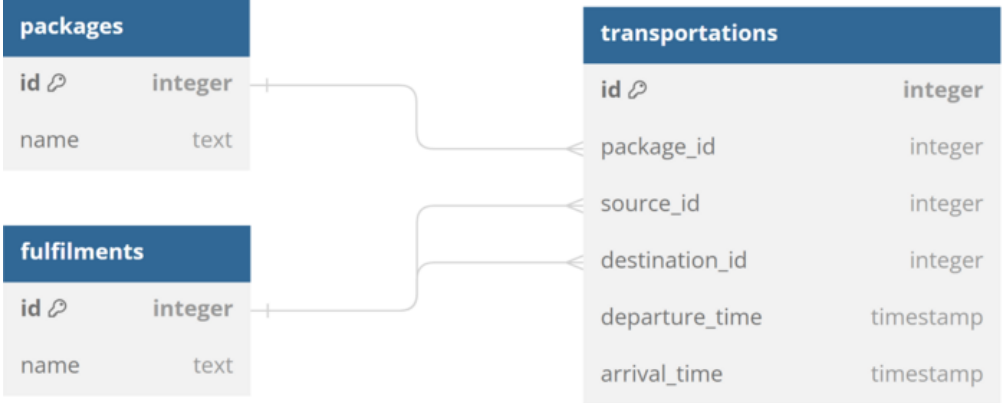 packages
id integer
name text
fulfilments
id integer
name text
transportations
id integer
package_id integer
source_id integer
destination_id integer
departure_time timestamp
arrival_time timestamp